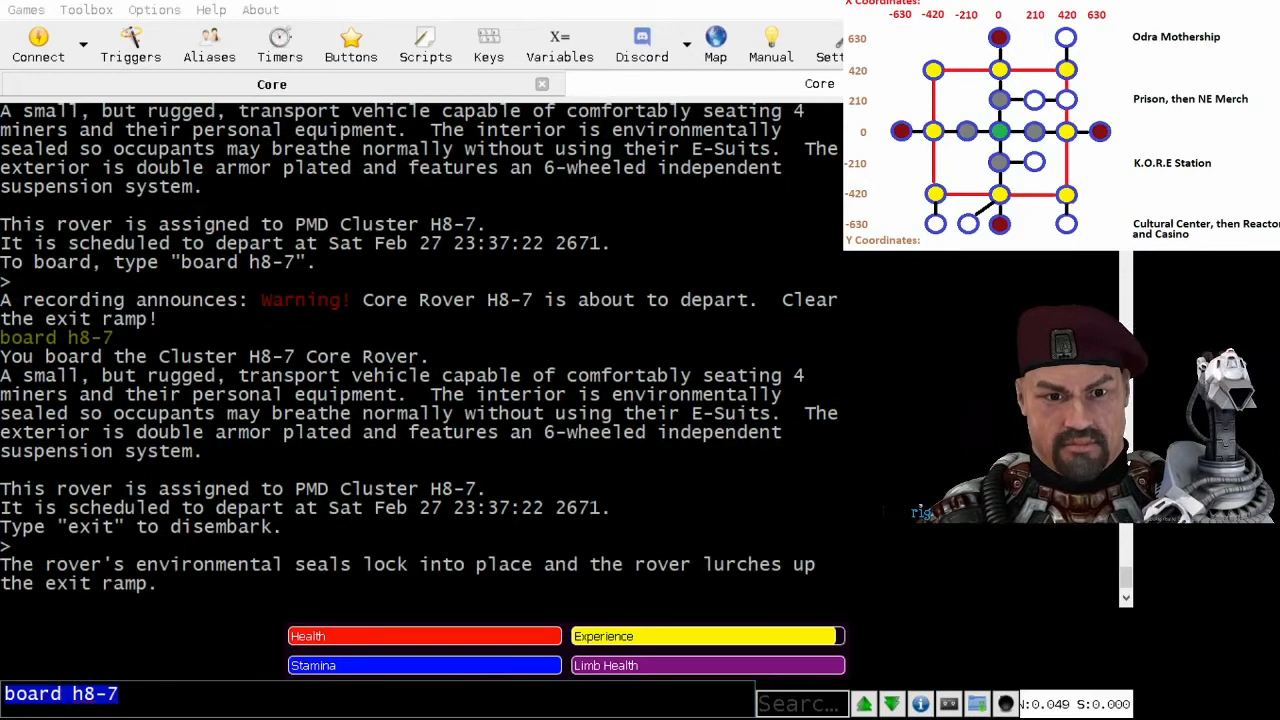 Games Toolbox Options Help About
Connect Triggers Aliases Timers Buttons Scripts Keys Variables Discord Map Manual
X=
Core Core
A small, but rugged, transport vehicle capable of comfortably seating 4
miners and their personal equipment. The interior is environmentally
sealed so occupants may breathe normally without using their E-Suits. The
exterior is double armor plated and features an 6-wheeled independent
suspension system.
This rover is assigned to PMD Cluster H8-7.
It is scheduled to depart at Sat Feb 27 23:37:22 2671.
To board, type "board h8-7".
>
A recording announces: Warning! Core Rover H8-7 is about to depart. Clear
the exit ramp!
board h8-7
You board the Cluster H8-7 Core Rover.
A small, but rugged, transport vehicle capable of comfortably seating 4
miners and their personal equipment. The interior is environmentally
sealed so occupants may breathe normally without using their E-Suits. The
exterior is double armor plated and features an 6-wheeled independent
suspension system.
This rover is assigned to PMD Cluster H8-7.
It is scheduled to depart at Sat Feb 27 23:37:22 2671.
Type "exit" to disembark.
>
The rover's environmental seals lock into place and the rover lurches up
the exit ramp.
Health Experience
Stamina Limb Health
board h8-7
Searc...
N:0.049 S:0.000
X Coordinates:
-630 -420 -210 0 210 420 630
630 Odra Mothership
420
210 Prison, then NE Merch
0
-210 K.O.R.E Station
-420
-630 Cultural Center, then Reactor
and Casino
Y Coordinates: